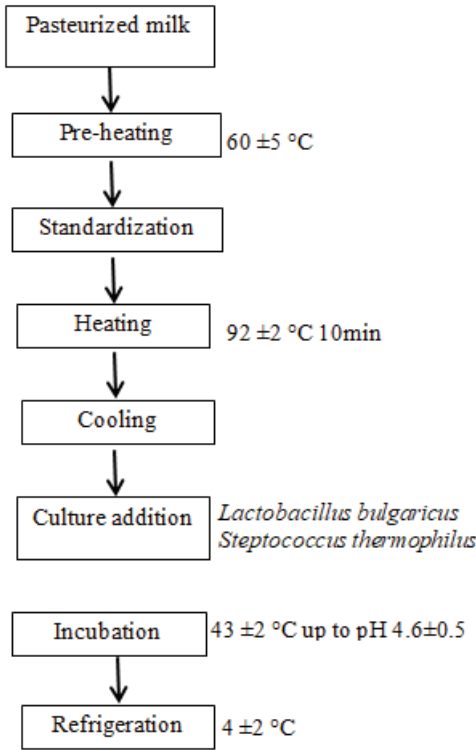 Pasteurized milk
Pre-heating
60 ±5 °C
Standardization
Heating
92 ±2 °C 10min
Cooling
Culture addition
Lactobacillus bulgaricus
Steptococcus thermophilus
Incubation
43 ±2 °C up to pH 4.6±0.5
Refrigeration
4 ±2 °C